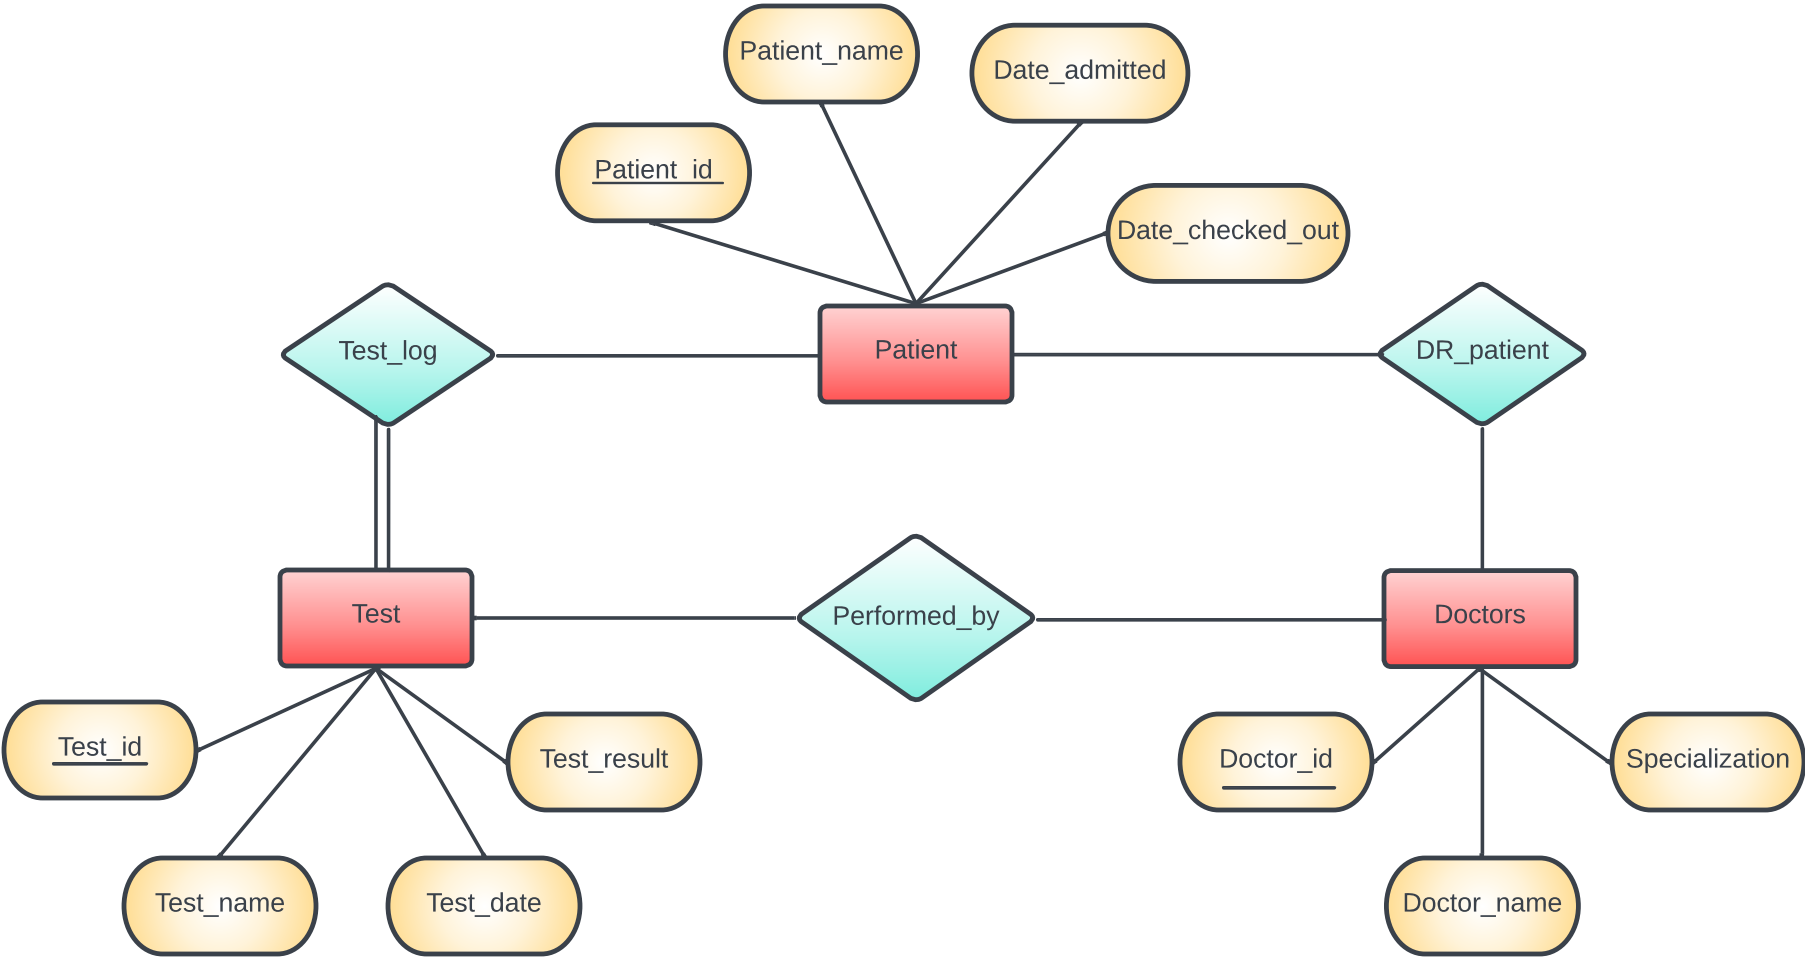 Patient_name
Date_admitted
Patient_id
Date_checked_out
Test_log
Patient
DR_patient
Test
Performed_by
Doctors
Test_id
Test_result
Doctor_id
Specialization
Test_name
Test_date
Doctor_name